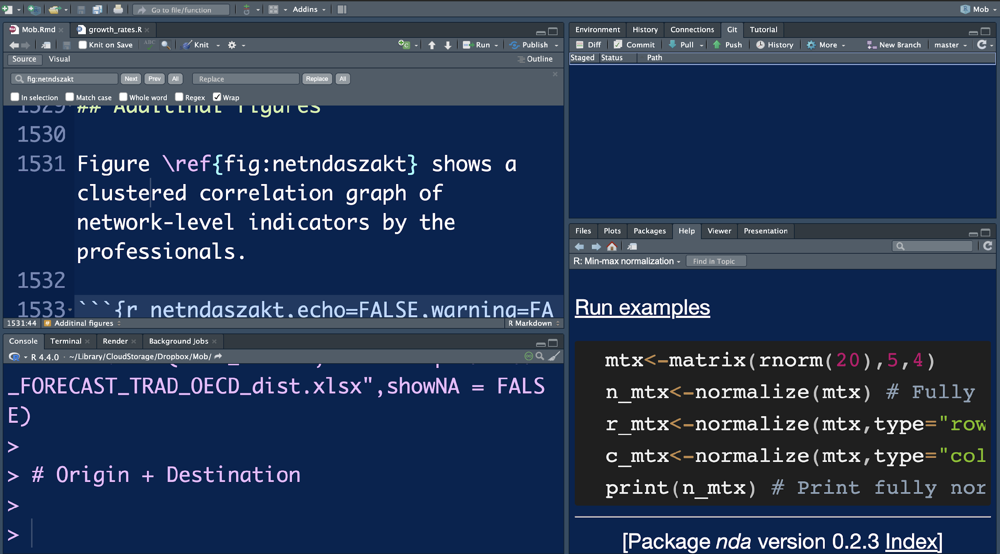 Go to file/function
Addins
Mob
Mob.Rmd
growth_rates.R
Knit on Save
ABC
Knit
Run
Publish
Source
Visual
Outline
fig:netndszakt
Next
Prev
All
Replace
Replace
All
In selection
Match case
Whole word
Regex
Wrap
1529
## Additinal figures
1530
1531 Figure \ref{fig:netndaszakt} shows a
clustered correlation graph of
network-level indicators by the
professionals.
1532
1533 ```{r netndaszakt,echo=FALSE,warning=FA
1531:44
# Additinal figures
R Markdown
Console
Terminal
Render
Background Jobs
R 4.4.0 · ~/Library/CloudStorage/Dropbox/Mob/
_FORECAST_TRAD_OECD_dist.xlsx",showNA = FALS
E)
>
> # Origin + Destination
>
>
Environment
History
Connections
Git
Tutorial
Diff
Commit
Pull
Push
History
More
New Branch
master
Staged
Status
Path
Files
Plots
Packages
Help
Viewer
Presentation
R: Min-max normalization
Find in Topic
Run examples
mtx<-matrix(rnorm(20),5,4)
n_mtx<-normalize(mtx) # Fully
r_mtx<-normalize(mtx,type="row
c_mtx<-normalize(mtx,type="col
print(n_mtx) # Print fully nor
[Package nda version 0.2.3 Index]